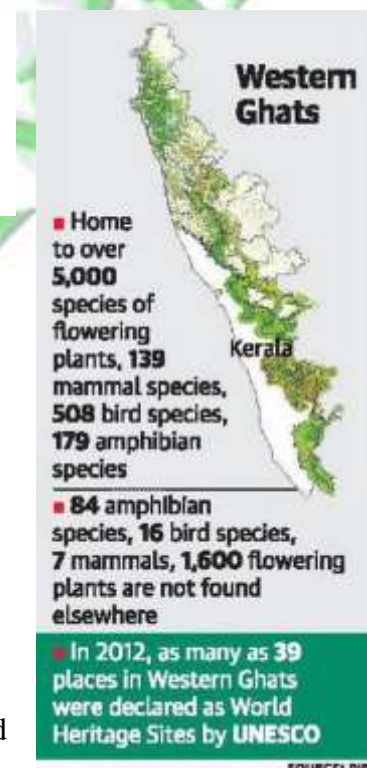 Western
Ghats
■ Home
to over
5,000
species of
flowering
plants, 139
mammal species,
508 bird species,
179 amphibian
species
Kerala
■ 84 amphibian
species, 16 bird species,
7 mammals, 1,600 flowering
plants are not found
elsewhere
■ In 2012, as many as 39
places in Western Ghats
were declared as World
Heritage Sites by UNESCO
d